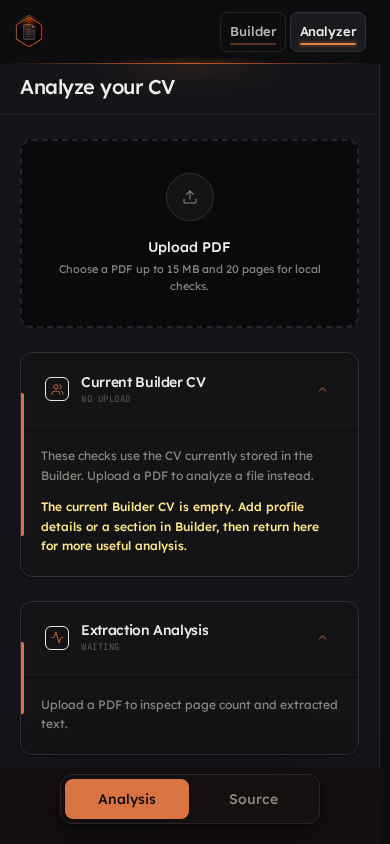 Builder
Analyzer
Analyze your CV
Upload PDF
Choose a PDF up to 15 MB and 20 pages for local
checks.
Current Builder CV
NO UPLOAD
These checks use the CV currently stored in the
Builder. Upload a PDF to analyze a file instead.
The current Builder CV is empty. Add profile
details or a section in Builder, then return here
for more useful analysis.
Extraction Analysis
WAITING
Upload a PDF to inspect page count and extracted
text.
Analysis
Source